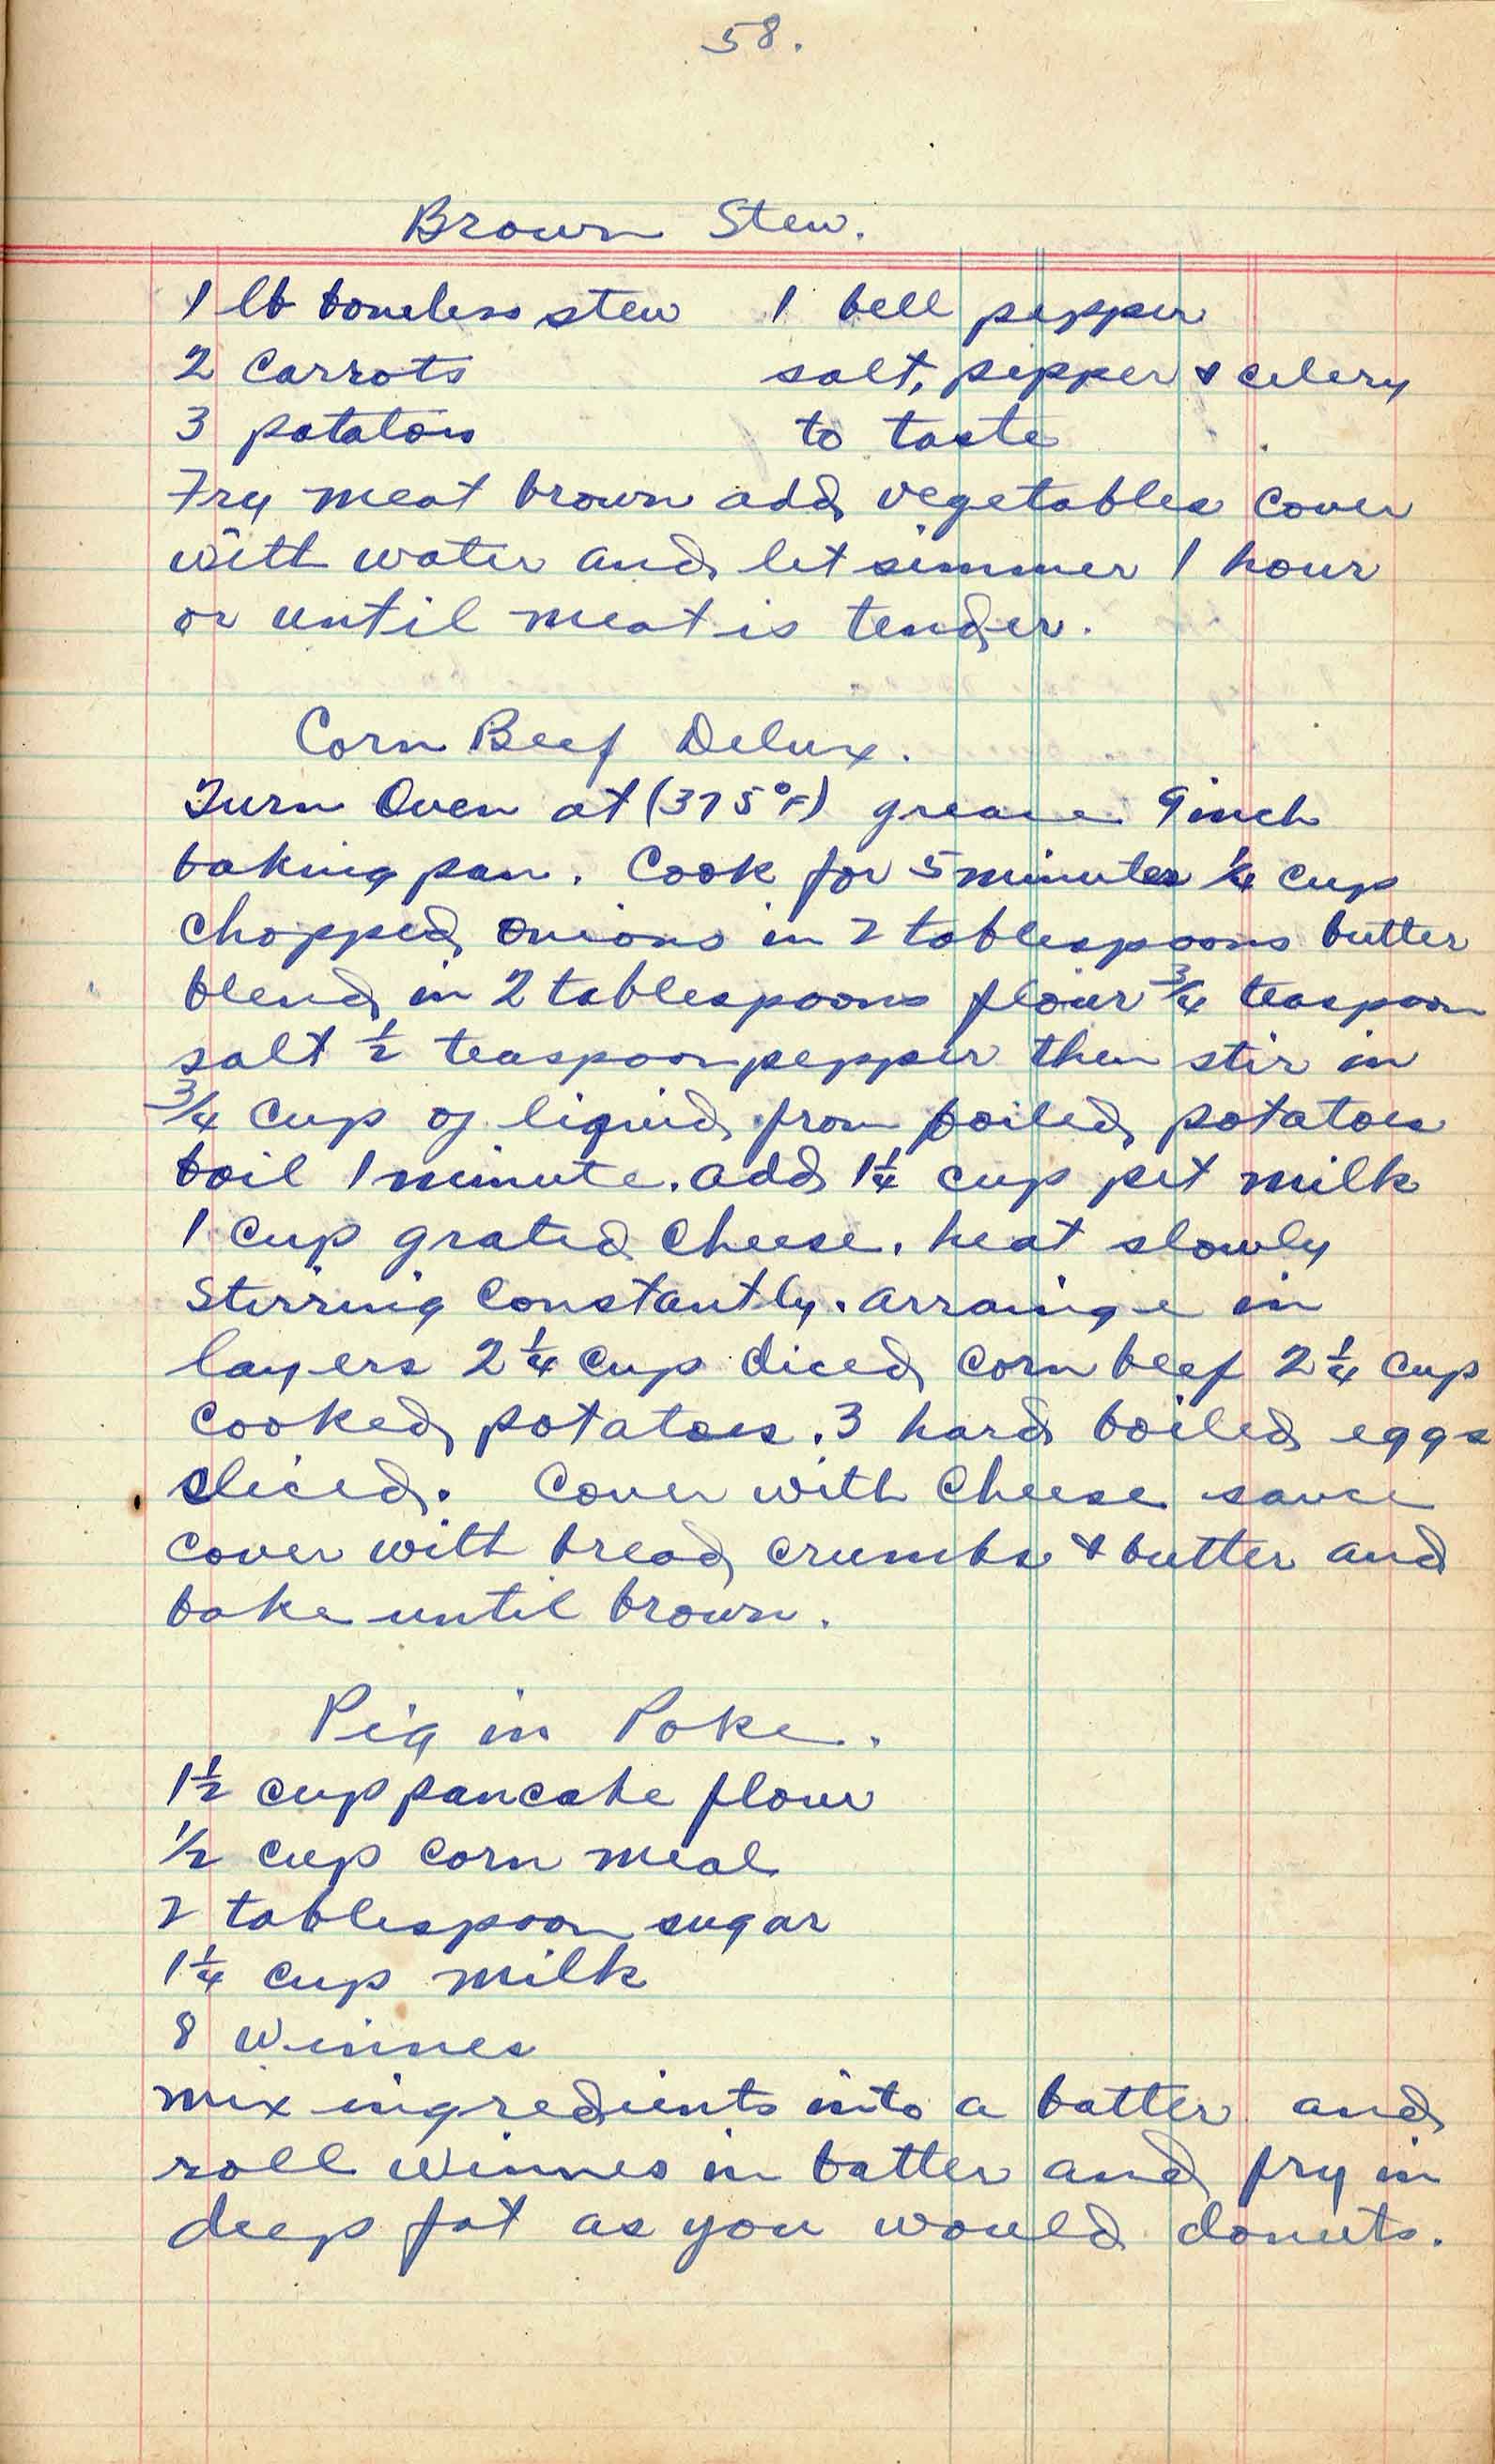 58.
Brown Stew.
1 lb boneless stew 1 bell pepper
2 Carrots salt, pepper & celery
3 potatoes to taste
Fry meat brown add vegetables cover
with water and let simmer 1 hour
or until meat is tender.
Corn Beef Delux.
Turn Oven at (375°F) grease 9 inch
baking pan. Cook for 5 minutes ¼ cup
chopped onions in 2 tablespoons butter
blend in 2 tablespoons flour ¾ teaspoon
salt ½ teaspoon pepper then stir in
¾ cup of liquid from boiled potatoes
boil 1 minute. add 1¼ cup pet milk
1 cup grated cheese. heat slowly
stirring constantly. arrange in
layers 2¼ cup diced corn beef 2¼ cup
cooked potatoes. 3 hard boiled eggs
sliced. Cover with cheese sauce
cover with bread crumbs & butter and
bake until brown.
Pig in Poke.
1½ cup pancake flour
½ cup corn meal
2 tablespoon sugar
1¼ cup milk
8 Winnes
mix ingredients into a batter and
roll winnes in batter and fry in
deep fat as you would donuts.